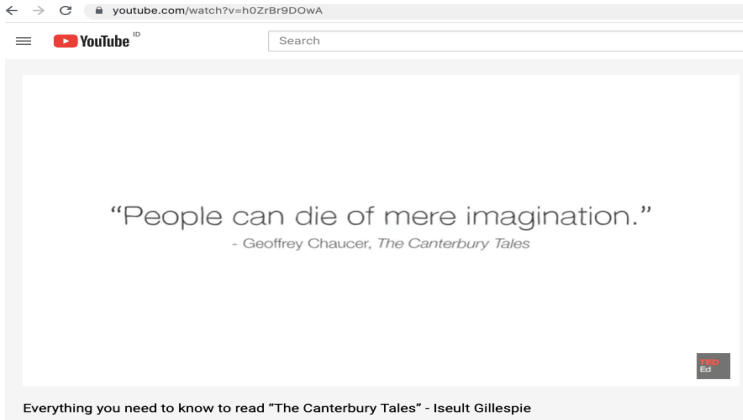 youtube.com/watch?v=h0ZrBr9DOwA
YouTube ID
Search
“People can die of mere imagination.”
- Geoffrey Chaucer, The Canterbury Tales
TED
Ed
Everything you need to know to read “The Canterbury Tales” - Iseult Gillespie